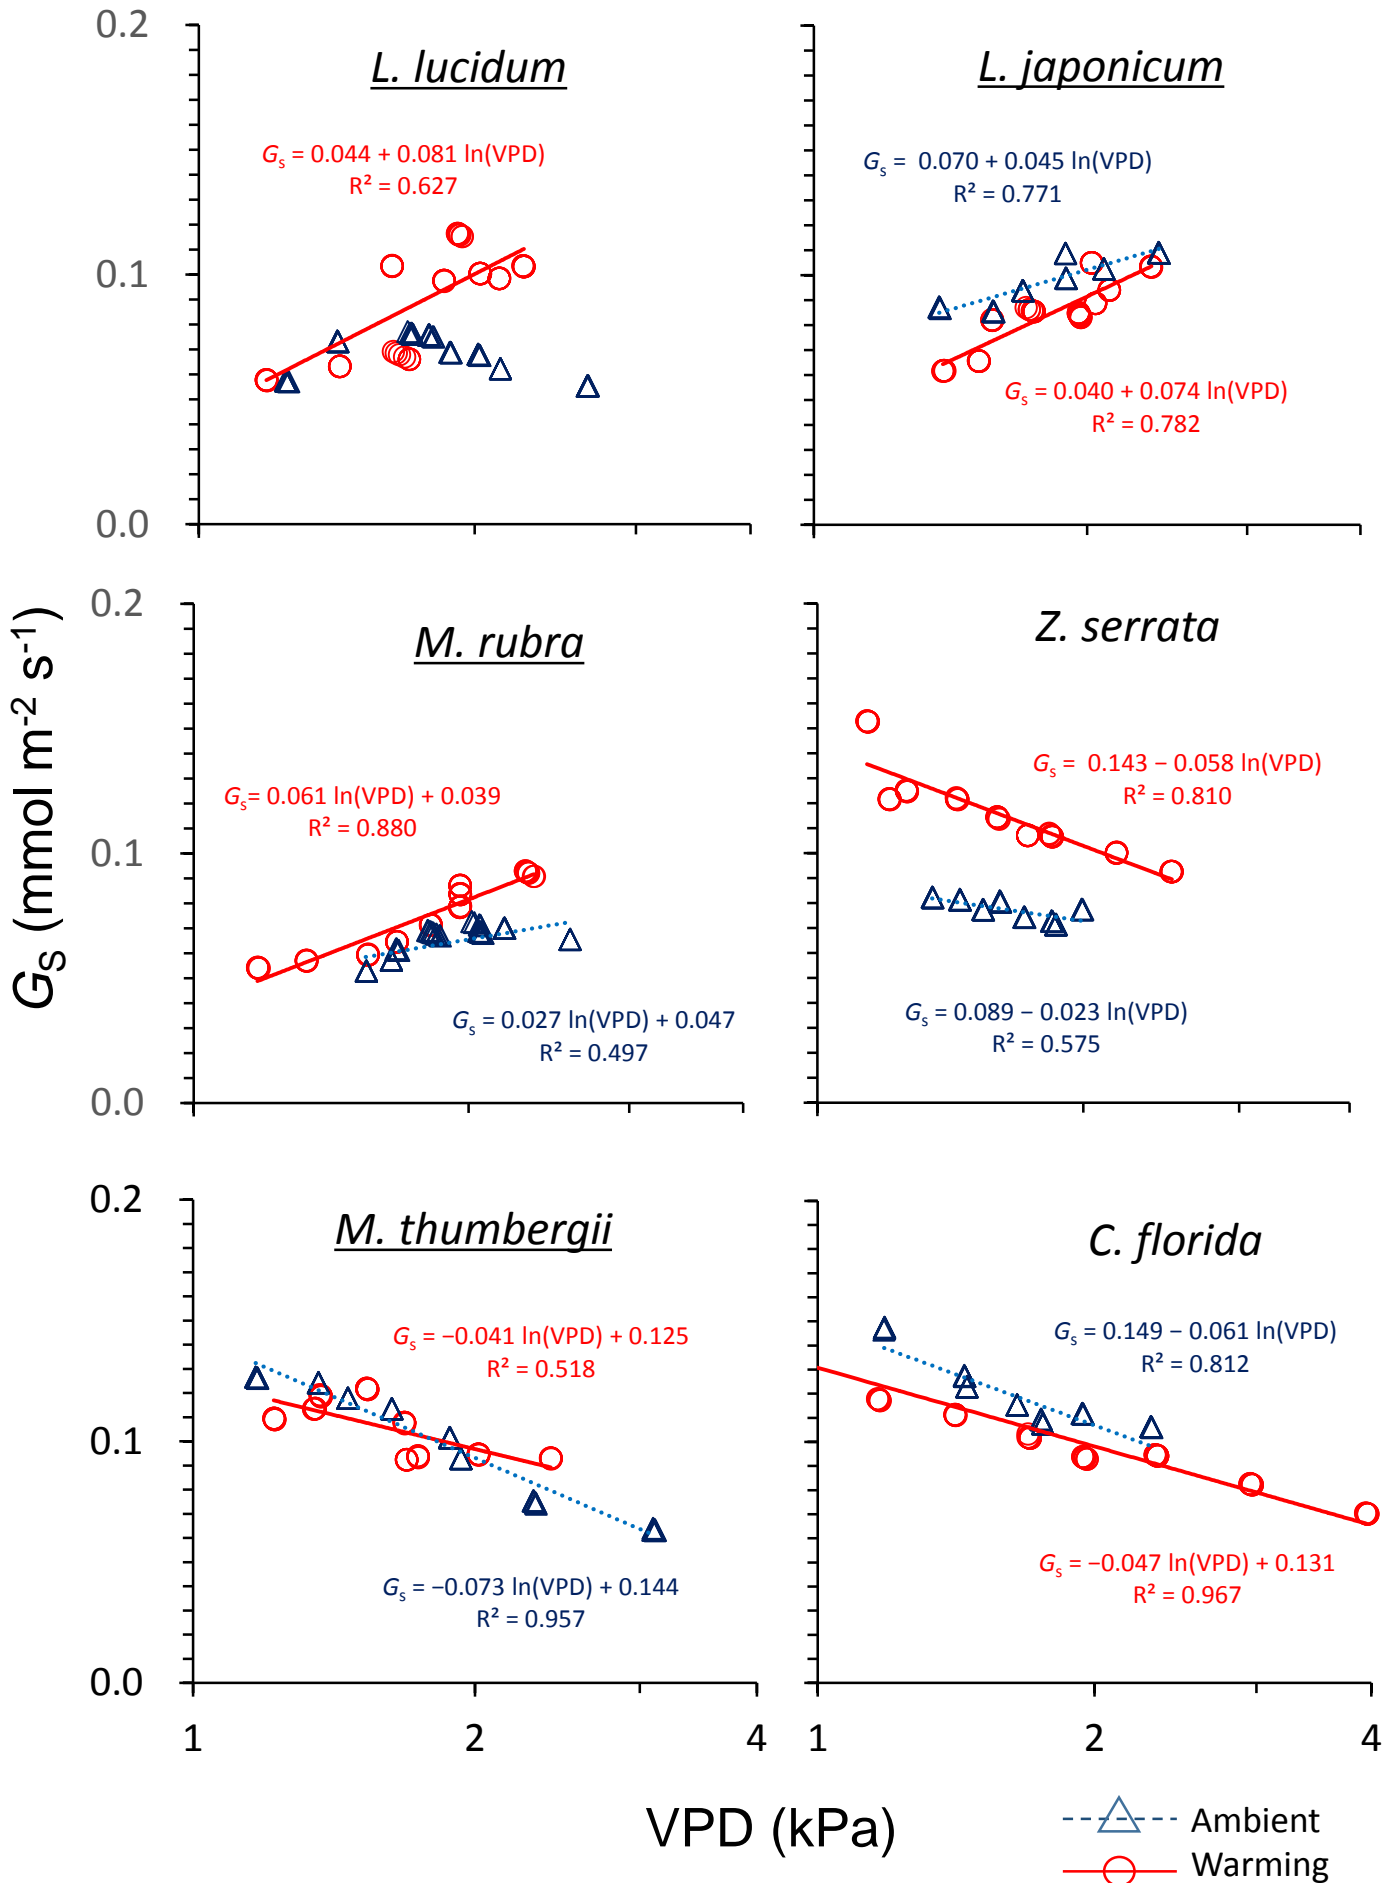 0.2
L. lucidum
Gs = 0.044 + 0.081 ln(VPD)
R² = 0.627
0.1
0.0
L. japonicum
Gs = 0.070 + 0.045 ln(VPD)
R² = 0.771
Gs = 0.040 + 0.074 ln(VPD)
R² = 0.782
GS (mmol m-2 s-1)
0.2
M. rubra
Gs= 0.061 ln(VPD) + 0.039
R² = 0.880
0.1
Gs = 0.027 ln(VPD) + 0.047
R² = 0.497
0.0
Z. serrata
Gs = 0.143 − 0.058 ln(VPD)
R² = 0.810
Gs = 0.089 − 0.023 ln(VPD)
R² = 0.575
0.2
M. thumbergii
Gs = −0.041 ln(VPD) + 0.125
R² = 0.518
0.1
Gs = −0.073 ln(VPD) + 0.144
R² = 0.957
0.0
1 2 4
C. florida
Gs = 0.149 − 0.061 ln(VPD)
R² = 0.812
Gs = −0.047 ln(VPD) + 0.131
R² = 0.967
1 2 4
VPD (kPa)
Ambient
Warming